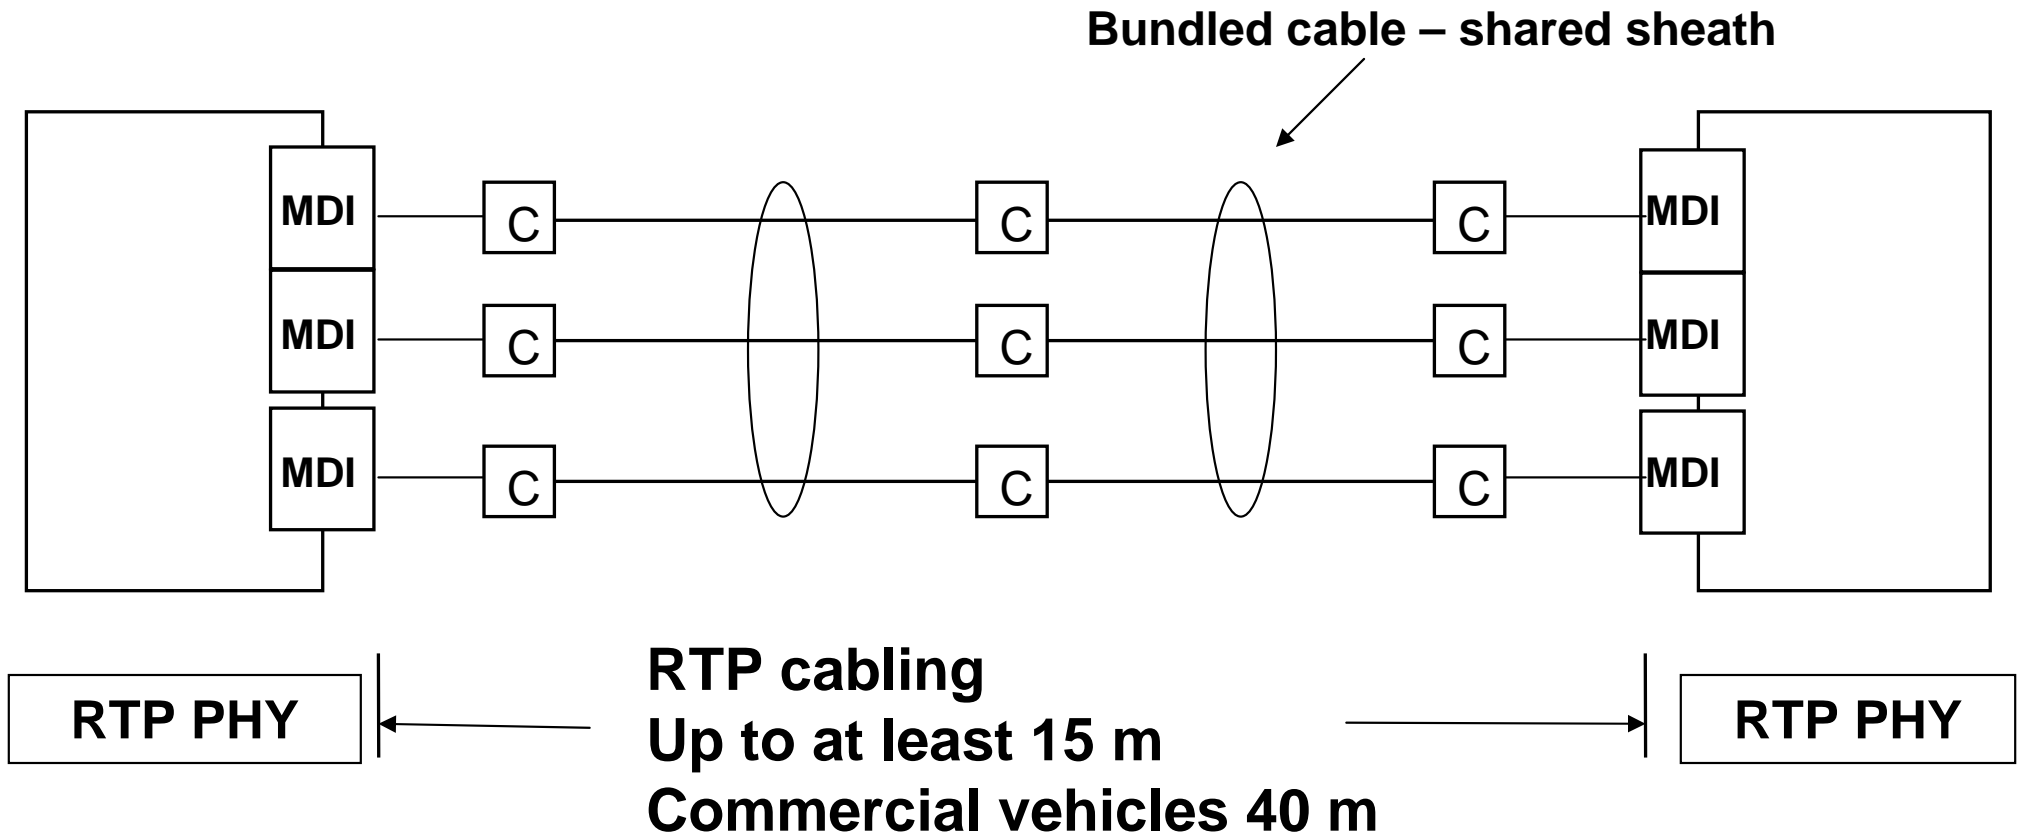 Bundled cable – shared sheath
MDI C C C MDI
MDI C C C MDI
MDI C C C MDI
RTP PHY
RTP cabling
Up to at least 15 m
Commercial vehicles 40 m
RTP PHY